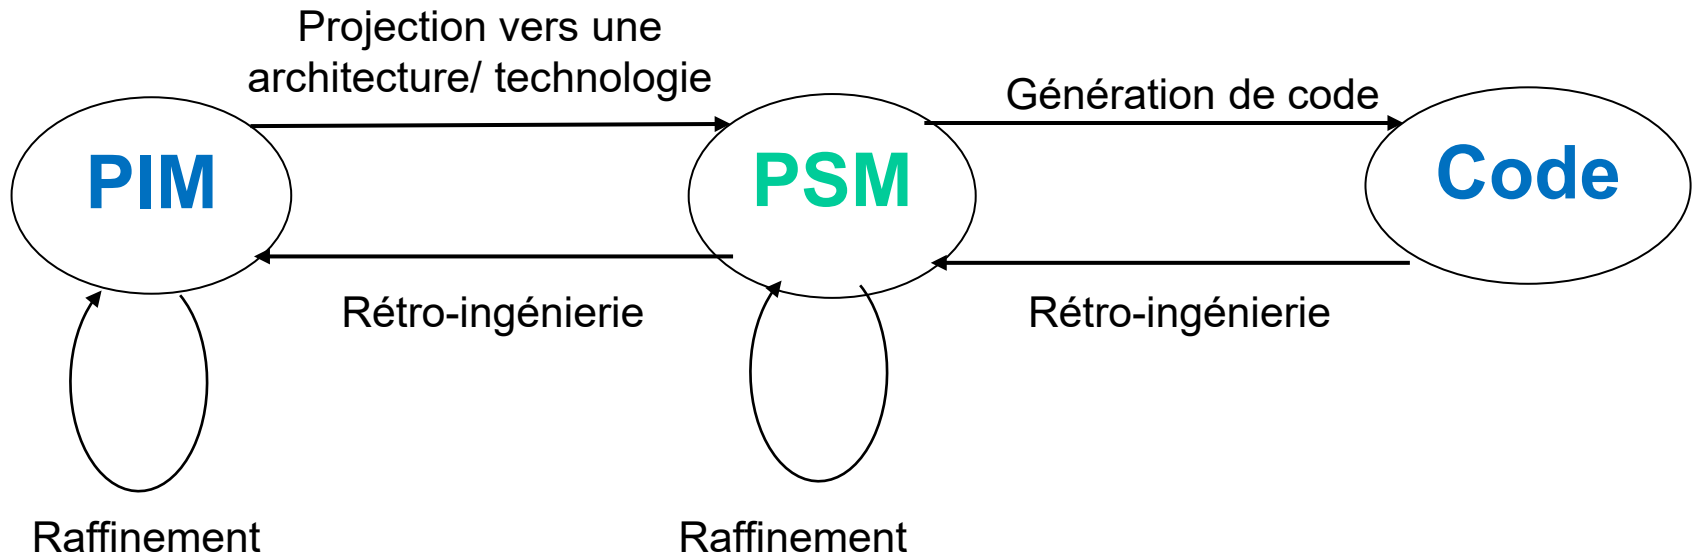 Projection vers une
architecture/ technologie
Génération de code
PIM
PSM
Code
Rétro-ingénierie
Rétro-ingénierie
Raffinement
Raffinement